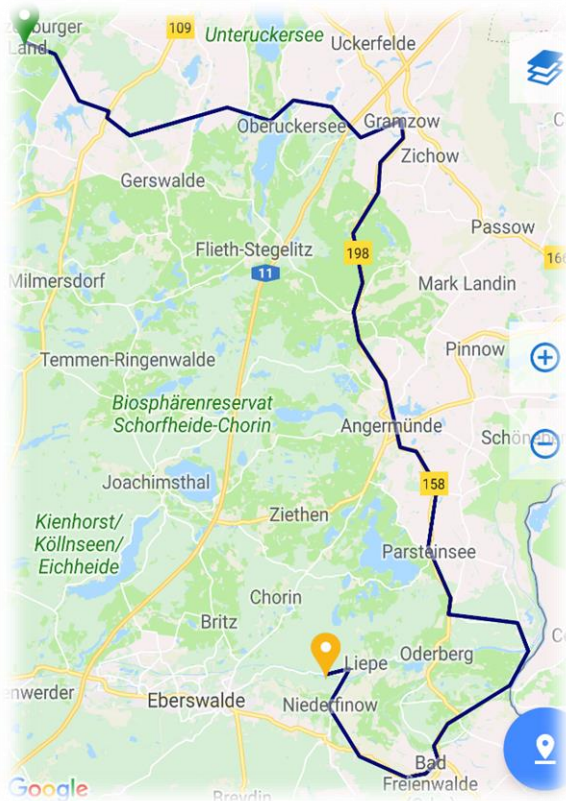 zenburger
Land
109
Unteruckersee
Uckerfelde
Oberuckersee
Gramzow
Zichow
Gerswalde
Passow
Flieth-Stegelitz
198
166
11
Milmersdorf
Mark Landin
Pinnow
Temmen-Ringenwalde
Biosphärenreservat
Schorfheide-Chorin
Angermünde
Joachimsthal
158
Kienhorst/
Köllnseen/
Eichheide
Ziethen
Parsteinsee
Chorin
Britz
Liepe
Oderberg
enwerder
Eberswalde
Niederfinow
Bad
Freienwalde
Google